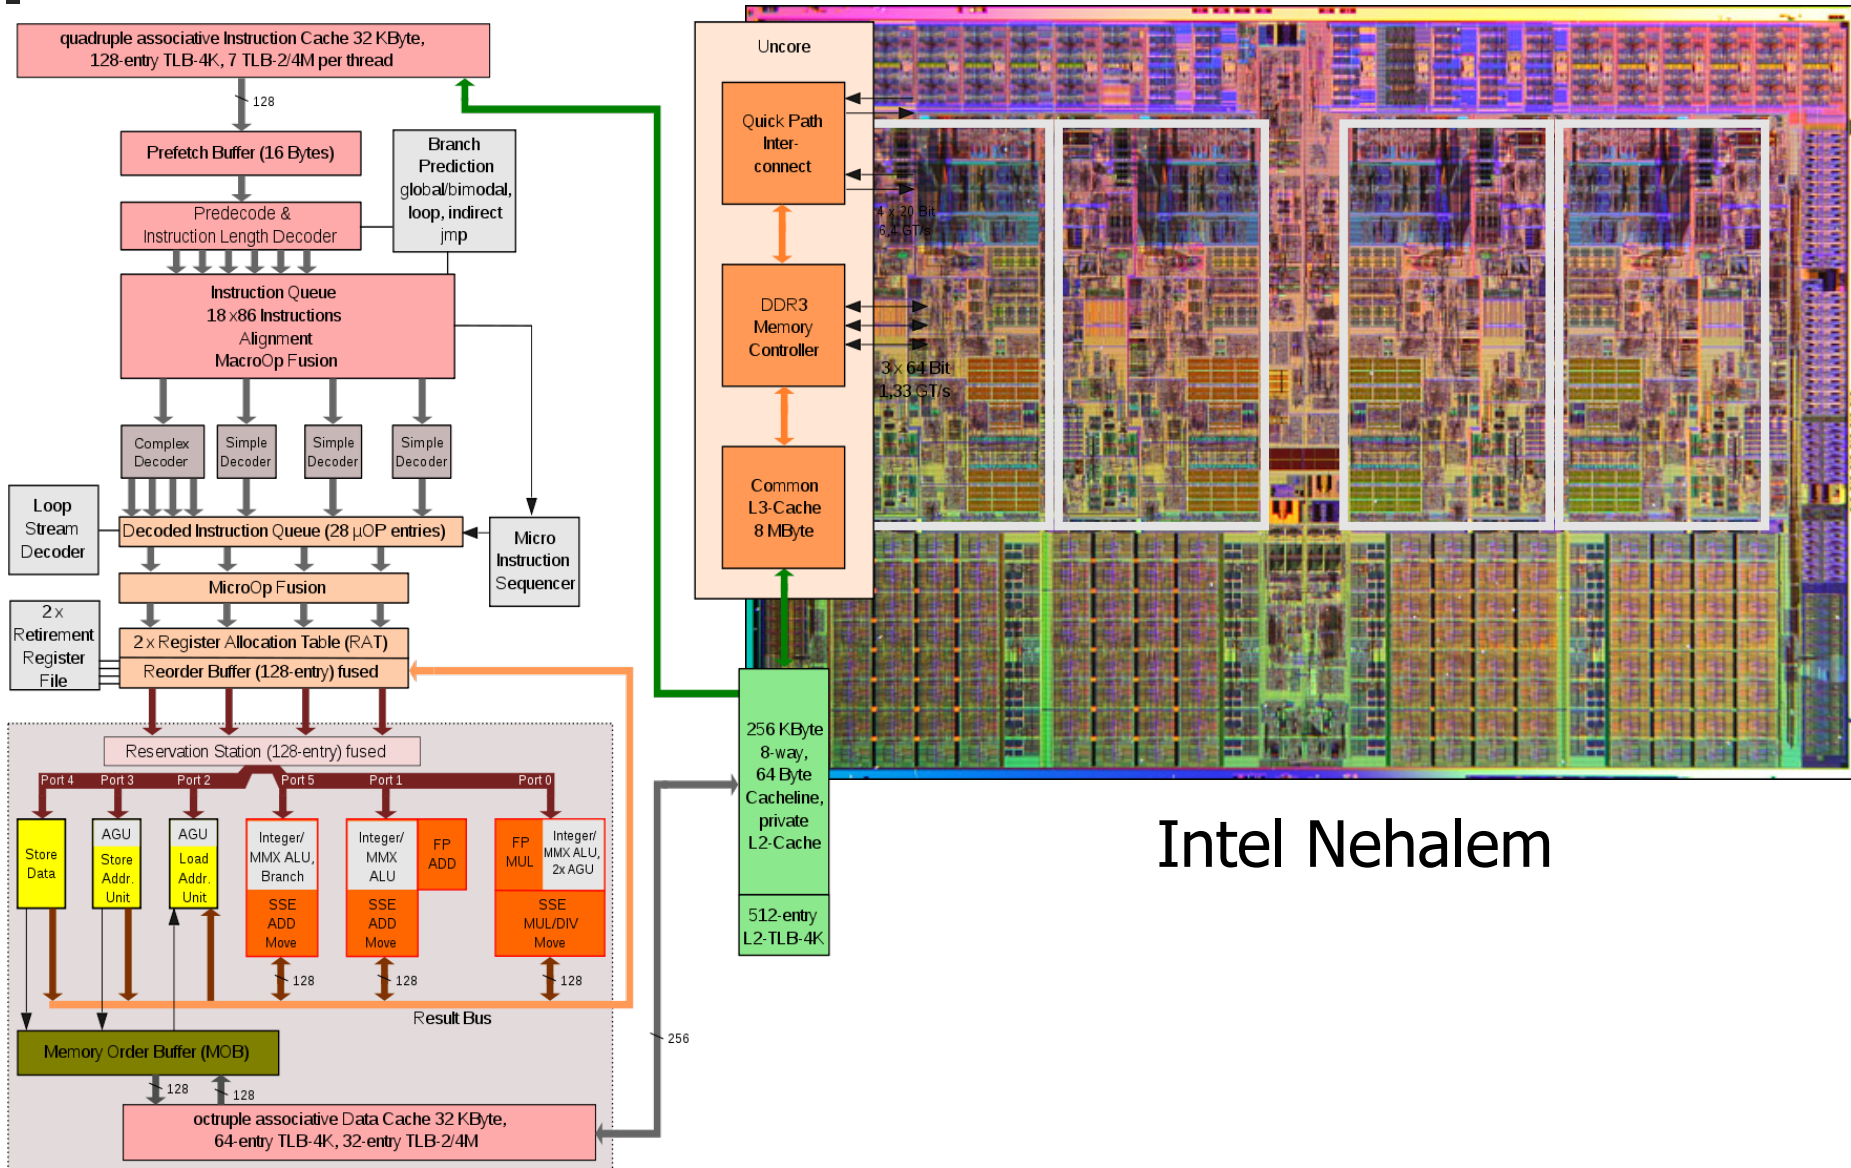 quadruple associative Instruction Cache 32 KByte,
128-entry TLB-4K, 7 TLB-2/4M per thread
128
Prefetch Buffer (16 Bytes)
Branch
Prediction
global/bimodal,
loop, indirect
jmp
Predecode &
Instruction Length Decoder
Instruction Queue
18 x86 Instructions
Alignment
MacroOp Fusion
Complex
Decoder
Simple
Decoder
Simple
Decoder
Simple
Decoder
Loop
Stream
Decoder
Decoded Instruction Queue (28 µOP entries)
Micro
Instruction
Sequencer
MicroOp Fusion
2 x
Retirement
Register
File
2 x Register Allocation Table (RAT)
Reorder Buffer (128-entry) fused
Reservation Station (128-entry) fused
Port 4
Port 3
Port 2
Port 5
Port 1
Port 0
Store
Data
AGU
Store
Addr.
Unit
AGU
Load
Addr.
Unit
Integer/
MMX ALU,
Branch
SSE
ADD
Move
Integer/
MMX
ALU
FP
ADD
SSE
ADD
Move
FP
MUL
Integer/
MMX ALU,
2x AGU
SSE
MUL/DIV
Move
128
128
128
Result Bus
Memory Order Buffer (MOB)
128
128
octruple associative Data Cache 32 KByte,
64-entry TLB-4K, 32-entry TLB-2/4M
256
Uncore
Quick Path
Inter-
connect
4 x 20 Bit
6,4 GT/s
DDR3
Memory
Controller
3 x 64 Bit
1,33 GT/s
Common
L3-Cache
8 MByte
256 KByte
8-way,
64 Byte
Cacheline,
private
L2-Cache
512-entry
L2-TLB-4K
Intel Nehalem